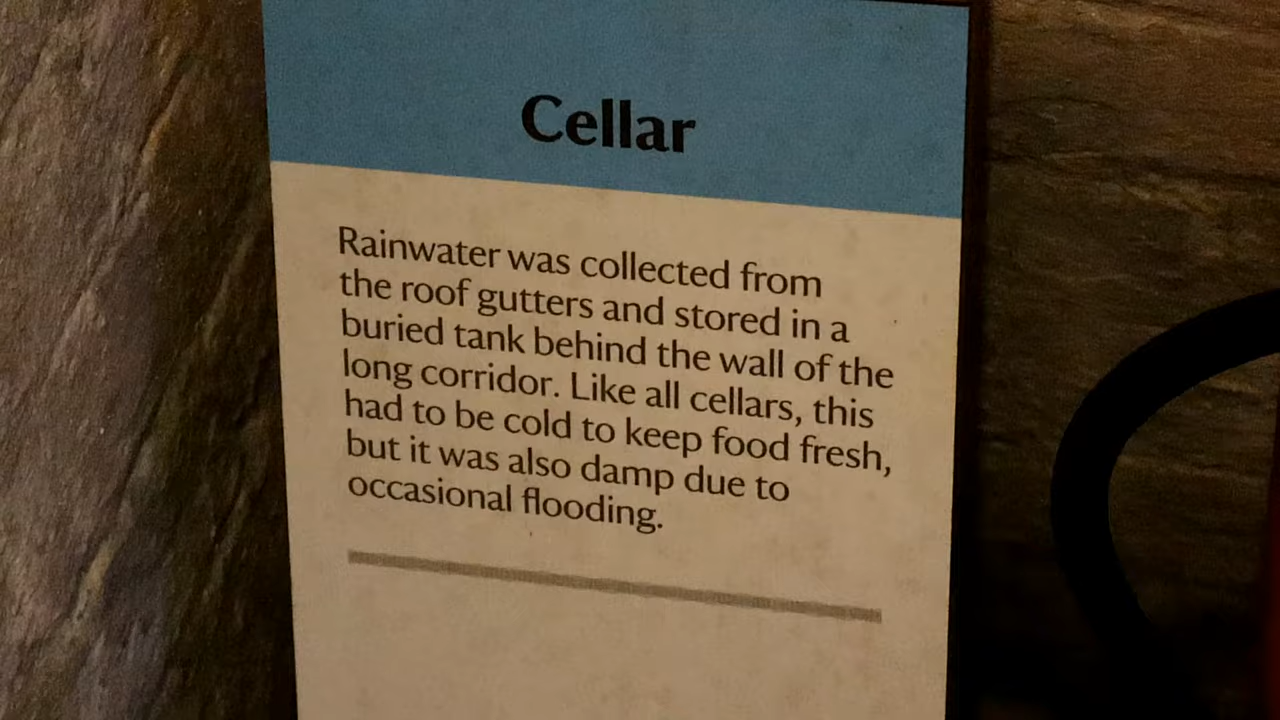 Cellar
Rainwater was collected from
the roof gutters and stored in a
buried tank behind the wall of the
long corridor. Like all cellars, this
had to be cold to keep food fresh,
but it was also damp due to
occasional flooding.